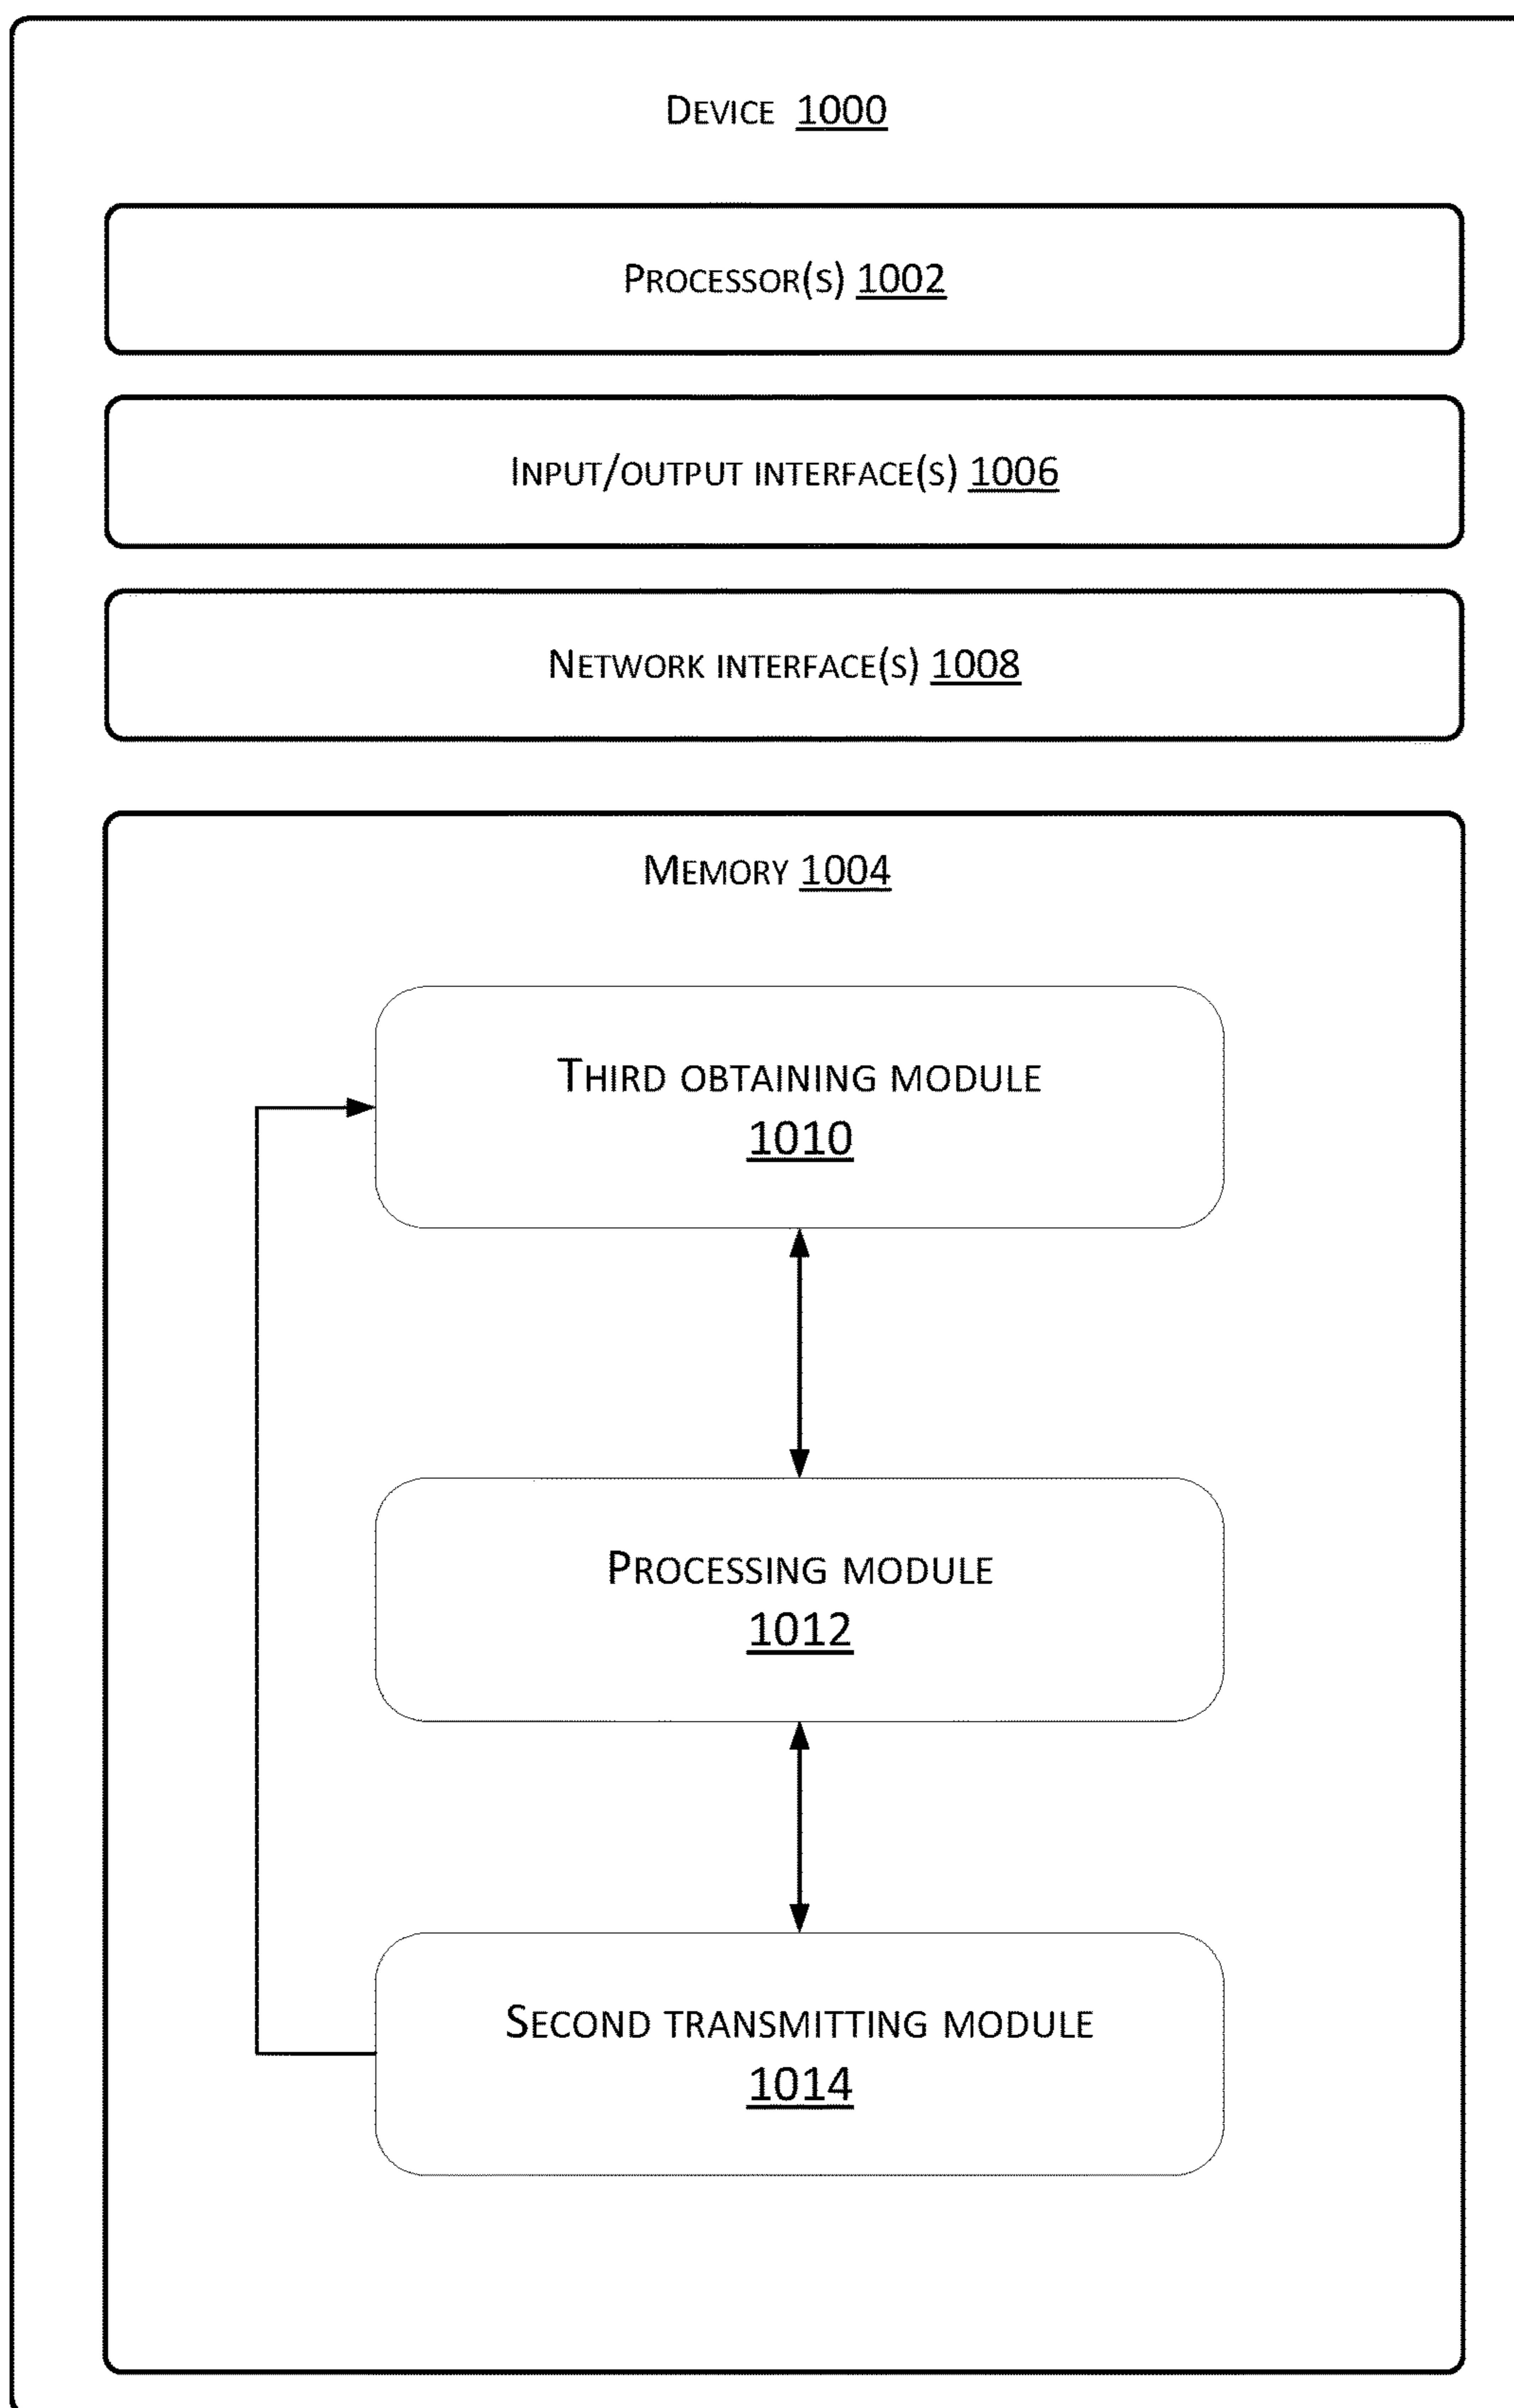 DEVICE 1000
PROCESSOR(S) 1002
INPUT/OUTPUT INTERFACE(S) 1006
NETWORK INTERFACE(S) 1008
MEMORY 1004
THIRD OBTAINING MODULE
1010
PROCESSING MODULE
1012
SECOND TRANSMITTING MODULE
1014